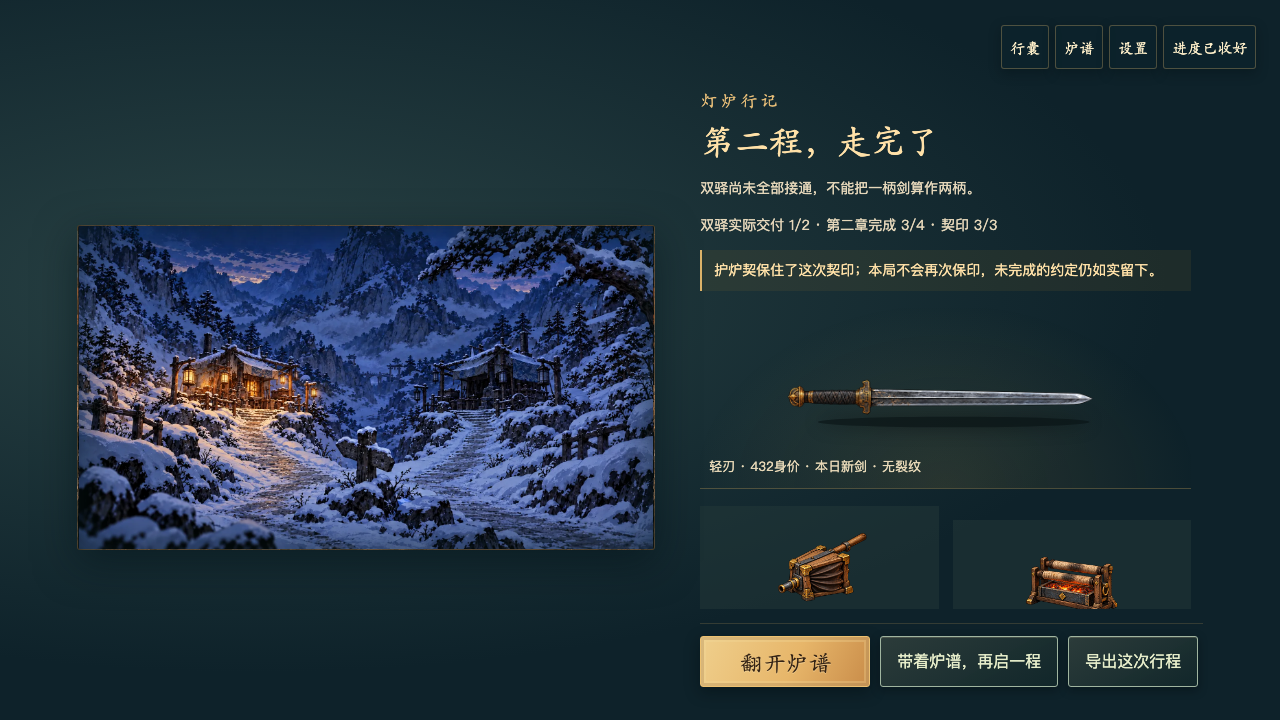 行囊
炉谱
设置
进度已收好
灯炉行记
第二程，走完了
双驿尚未全部接通，不能把一柄剑算作两柄。
双驿实际交付 1/2 · 第二章完成 3/4 · 契印 3/3
护炉契保住了这次契印；本局不会再次保印，未完成的约定仍如实留下。
轻刃 · 432身价 · 本日新剑 · 无裂纹
翻开炉谱
带着炉谱，再启一程
导出这次行程